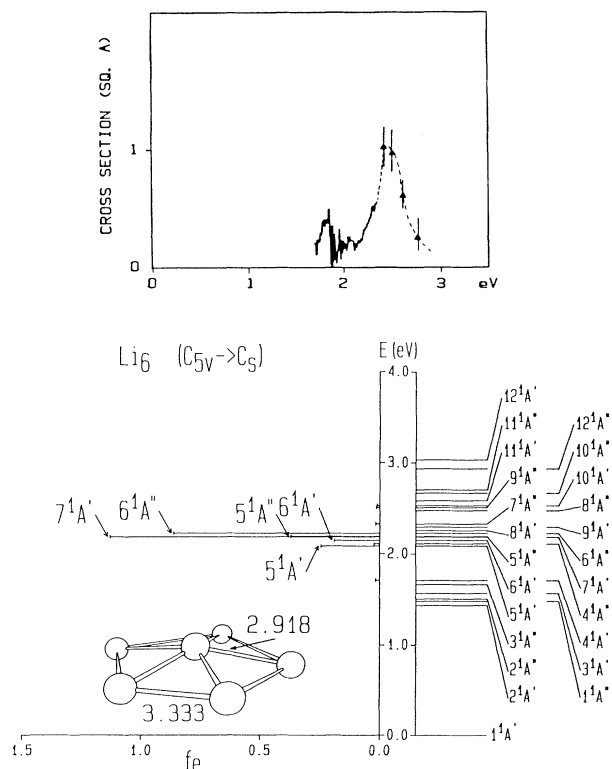 CROSS SECTION (SQ. A)
1
0
0 1 2 3 eV
Li6 (C5V->CS)
E (eV)
4.0
3.0
2.0
1.0
0.0
12¹A'
11¹A"
11¹A'
9¹A"
7¹A"
8¹A'
5¹A"
6¹A'
5¹A'
3¹A"
2¹A"
2¹A'
1¹A'
12¹A"
10¹A"
10¹A'
8¹A"
9¹A'
6¹A"
7¹A'
4¹A"
4¹A'
3¹A'
1¹A"
7¹A' 6¹A" 5¹A" 6¹A'
5¹A'
2.918
3.333
1.5 1.0 0.5 0.0
fe